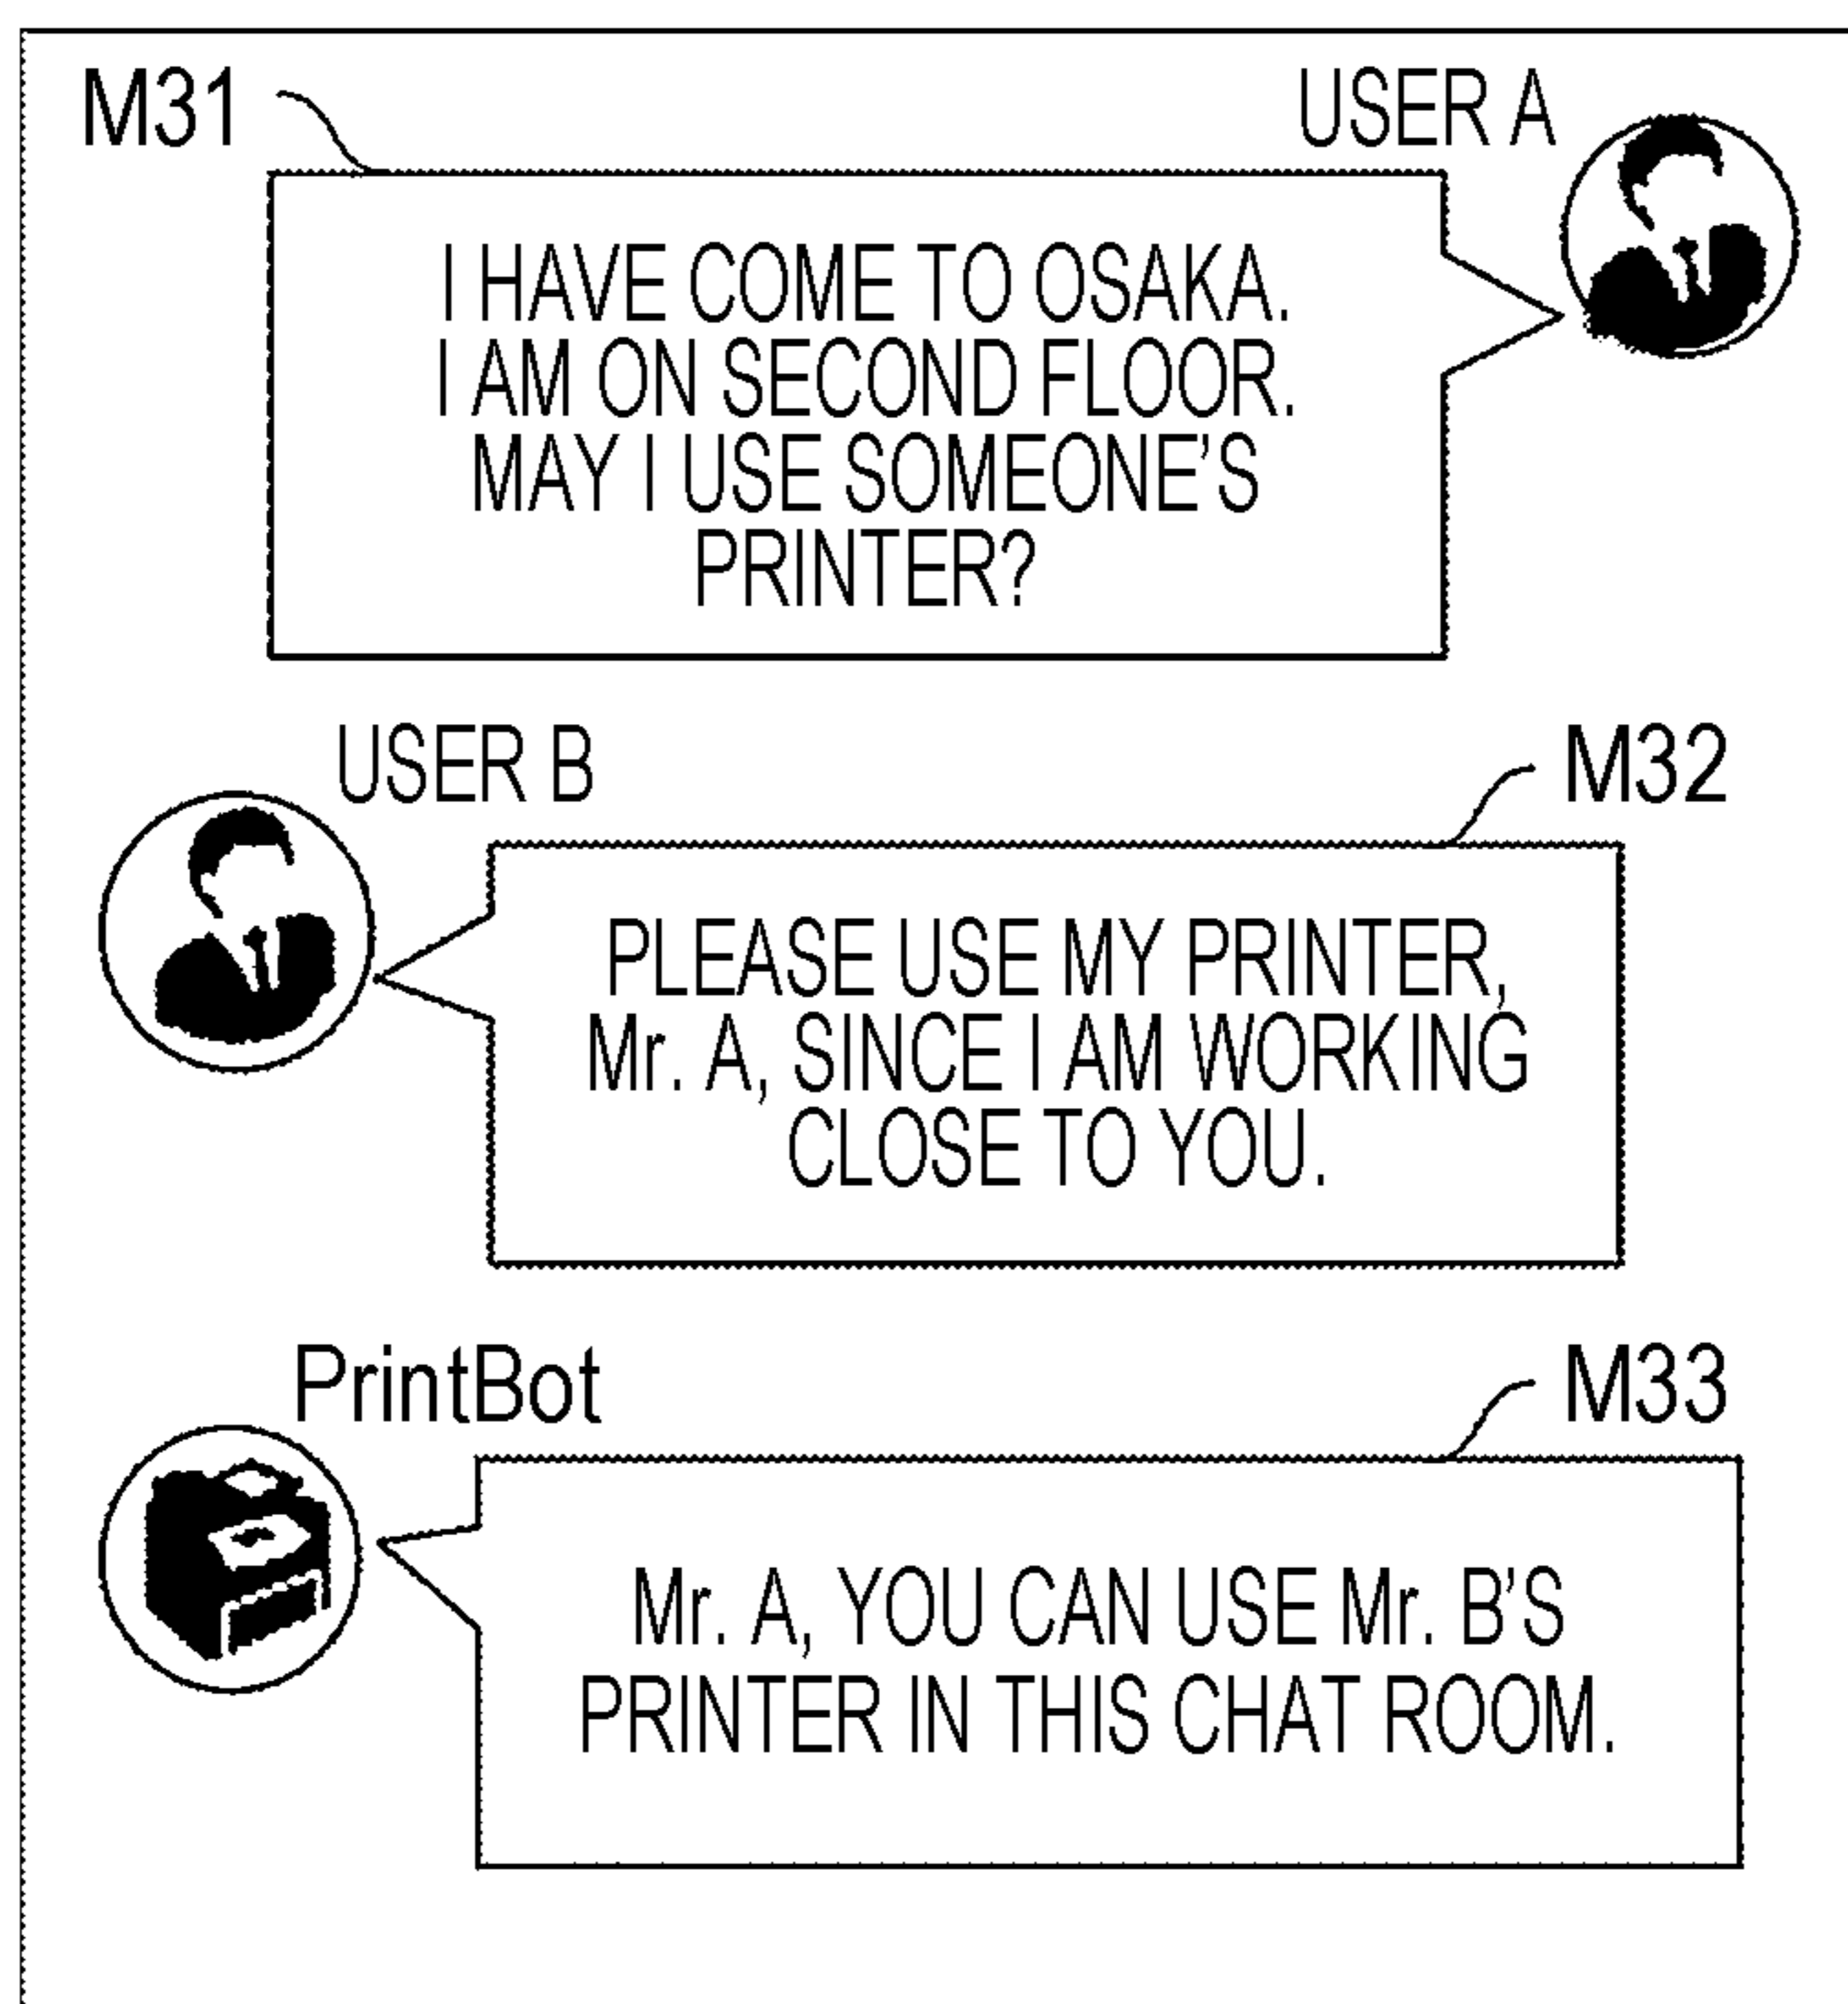 M31
USER A
I HAVE COME TO OSAKA.
I AM ON SECOND FLOOR.
MAY I USE SOMEONE'S
PRINTER?
USER B
M32
PLEASE USE MY PRINTER,
Mr. A, SINCE I AM WORKING
CLOSE TO YOU.
PrintBot
M33
Mr. A, YOU CAN USE Mr. B'S
PRINTER IN THIS CHAT ROOM.